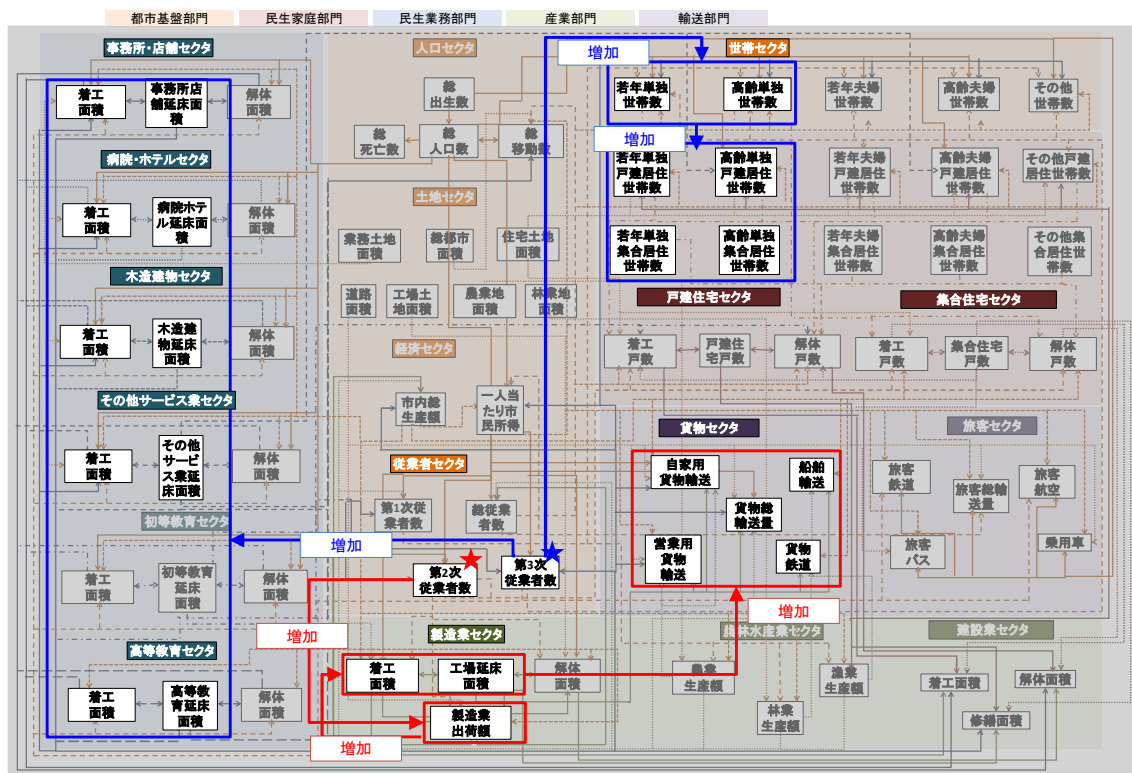 都市基盤部門
民生家庭部門
民生業務部門
産業部門
輸送部門
事務所・店舗セクタ
着工
面積
事務所店
舗延床面
積
解体
面積
病院・ホテルセクタ
着工
面積
病院ホテ
ル延床面
積
解体
面積
木造建物セクタ
着工
面積
木造建
物延床
面積
解体
面積
その他サービス業セクタ
着工
面積
その他
サービ
ス業延
床面積
解体
面積
初等教育セクタ
着工
面積
初等教育
延床
面積
解体
面積
高等教育セクタ
着工
面積
高等教
育延床
面積
解体
面積
人口セクタ
総
出生数
総
死亡数
総
人口数
総
移動数
土地セクタ
業務土地
面積
総都市
面積
住宅土地
面積
道路
面積
工場土
地面積
農業地
面積
林業地
面積
経済セクタ
市内総
生産額
一人当
たり市
民所得
従業者セクタ
第1次従
業者数
総従業
者数
第2次
従業者数
第3次
従業者数
増加
増加
製造業セクタ
着工
面積
工場延床
面積
解体
面積
製造業
出荷額
増加
増加
世帯セクタ
若年単独
世帯数
高齢単独
世帯数
若年夫婦
世帯数
高齢夫婦
世帯数
その他
世帯数
増加
若年単独
戸建居住
世帯数
高齢単独
戸建居住
世帯数
若年夫婦
戸建居住
世帯数
高齢夫婦
戸建居住
世帯数
その他戸建
居住世帯数
若年単独
集合居住
世帯数
高齢単独
集合居住
世帯数
若年夫婦
集合居住
世帯数
高齢夫婦
集合居住
世帯数
その他集
合居住世
帯数
戸建住宅セクタ
着工
戸数
戸建住
宅戸数
解体
戸数
集合住宅セクタ
着工
戸数
集合住宅
戸数
解体
戸数
貨物セクタ
自家用
貨物輸送
船舶
輸送
貨物総
輸送量
営業用
貨物
輸送
貨物
鉄道
旅客セクタ
旅客
鉄道
旅客総輸
送量
旅客
航空
旅客
バス
乗用車
増加
農林水産業セクタ
農業
生産額
林業
生産額
漁業
生産額
建設業セクタ
着工面積
解体面積
修繕面積